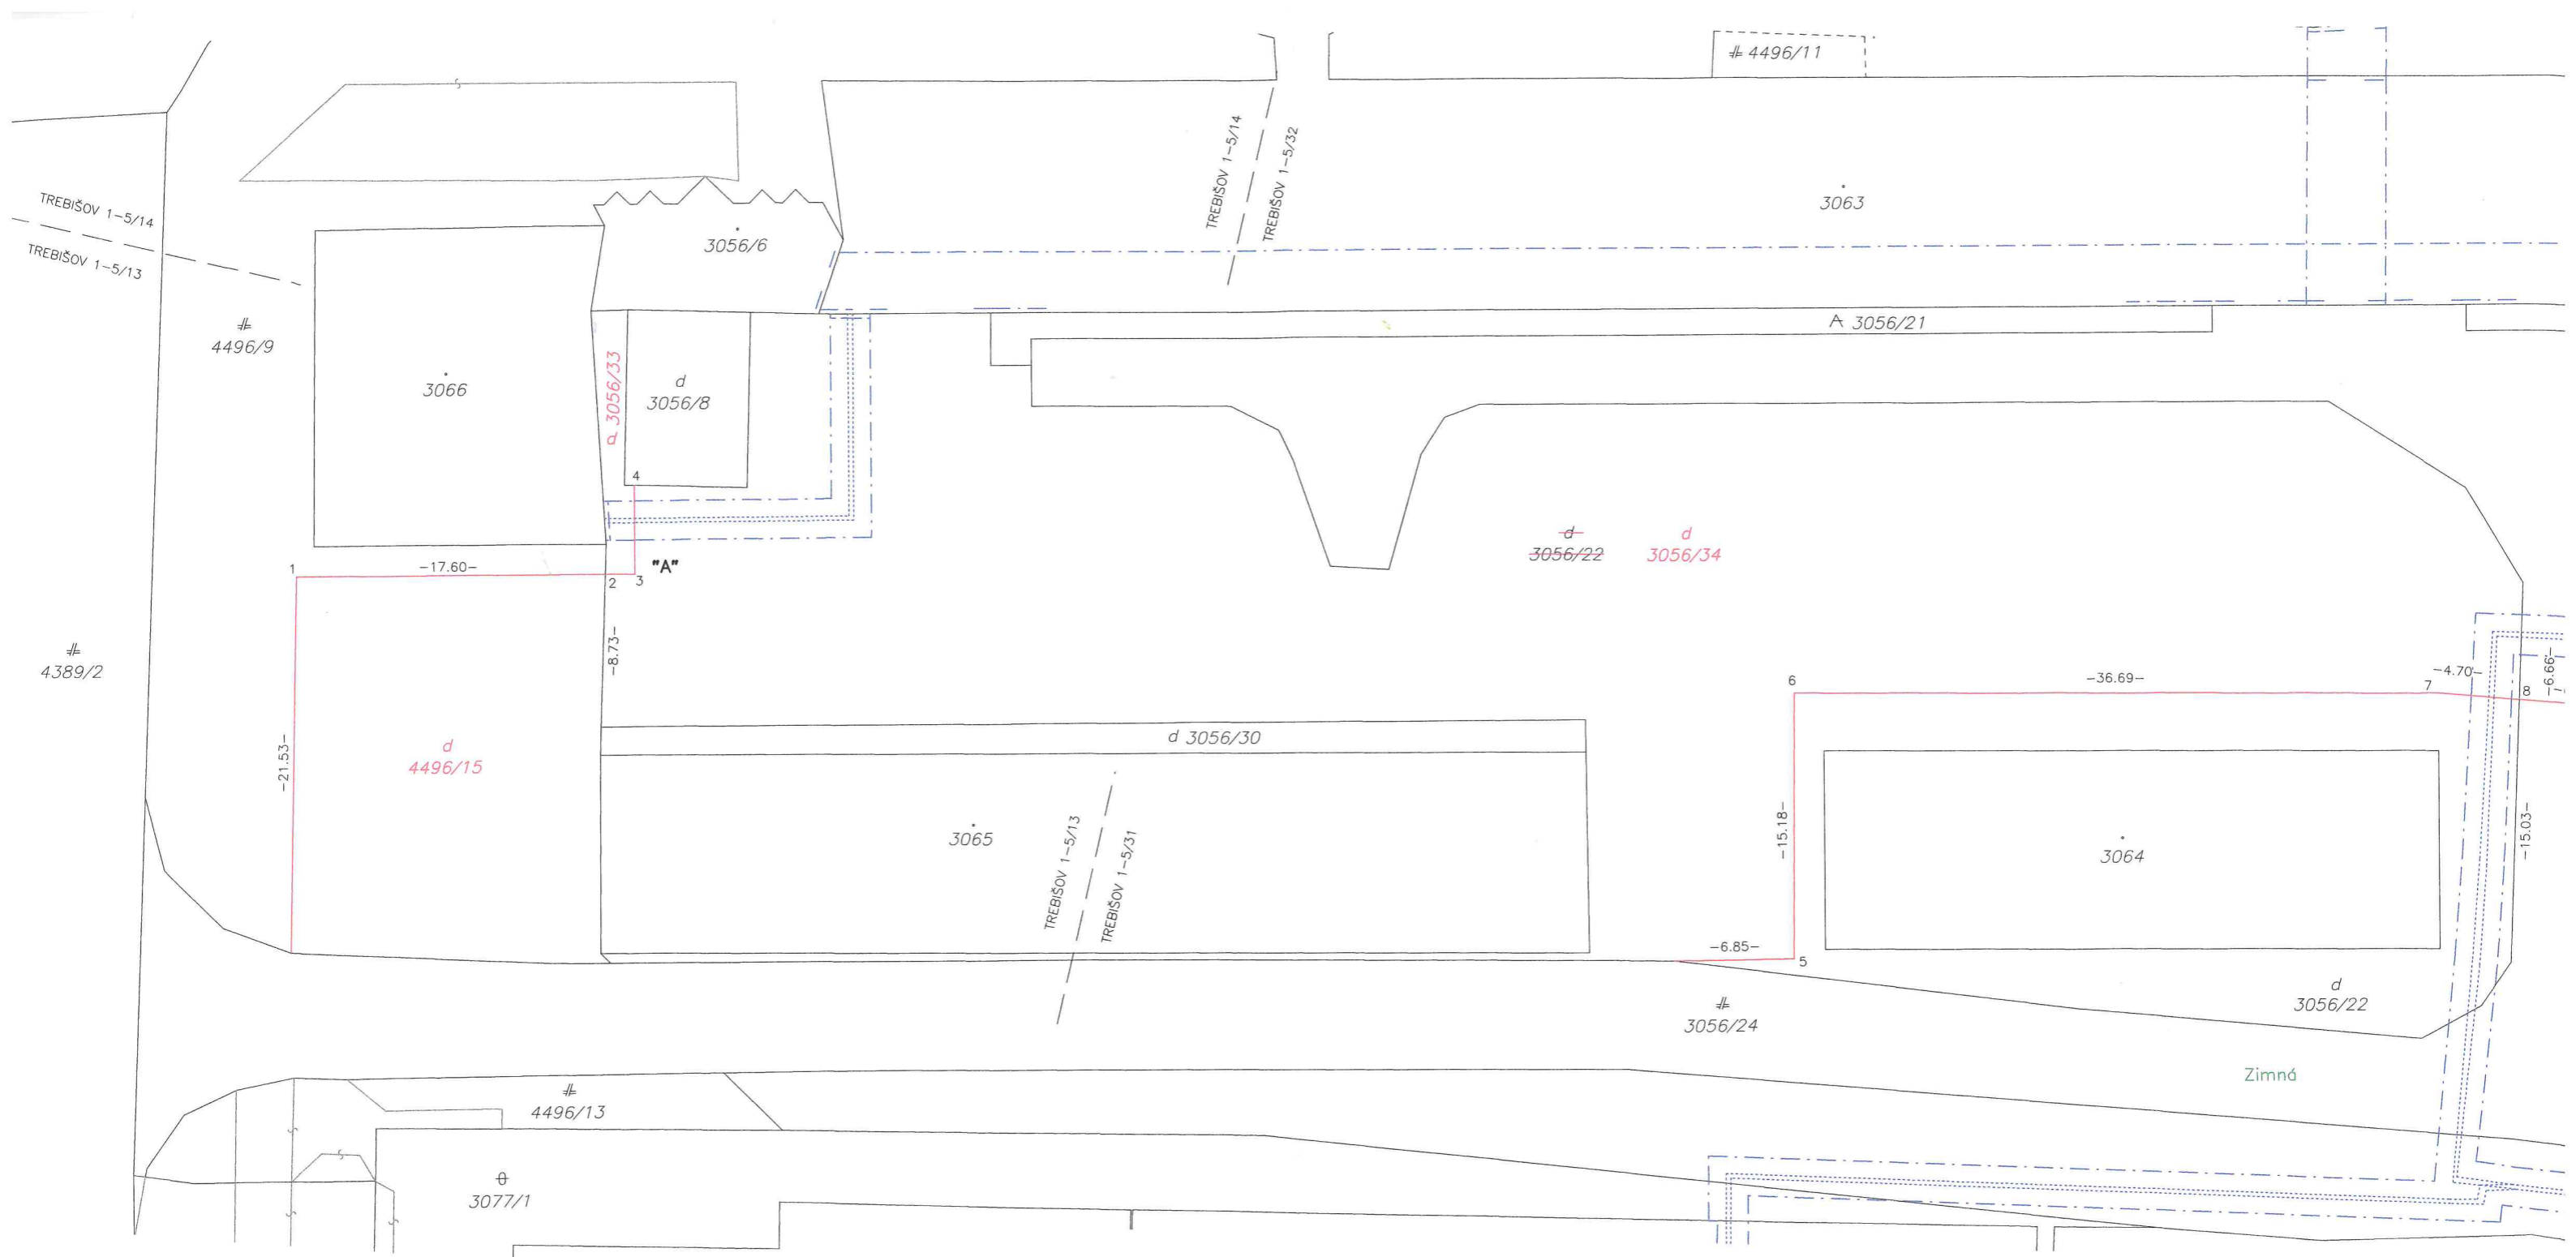 4496/11
TREBIŠOV 1-5/14
TREBIŠOV 1-5/32
3063
TREBIŠOV 1-5/14
TREBIŠOV 1-5/13
3056/6
4496/9
3066
d 3056/33
d
3056/8
3056/21
4
d
3056/22
d
3056/34
1
-17.60-
2
3
"A"
-8.73-
4389/2
6
-36.69-
7
-4.70-
8
-6.66-
-21.53-
d
4496/15
d 3056/30
3065
TREBIŠOV 1-5/13
TREBIŠOV 1-5/31
-15.18-
3064
-15.03-
-6.85-
5
d
3056/22
3056/24
Zimná
4496/13
3077/1